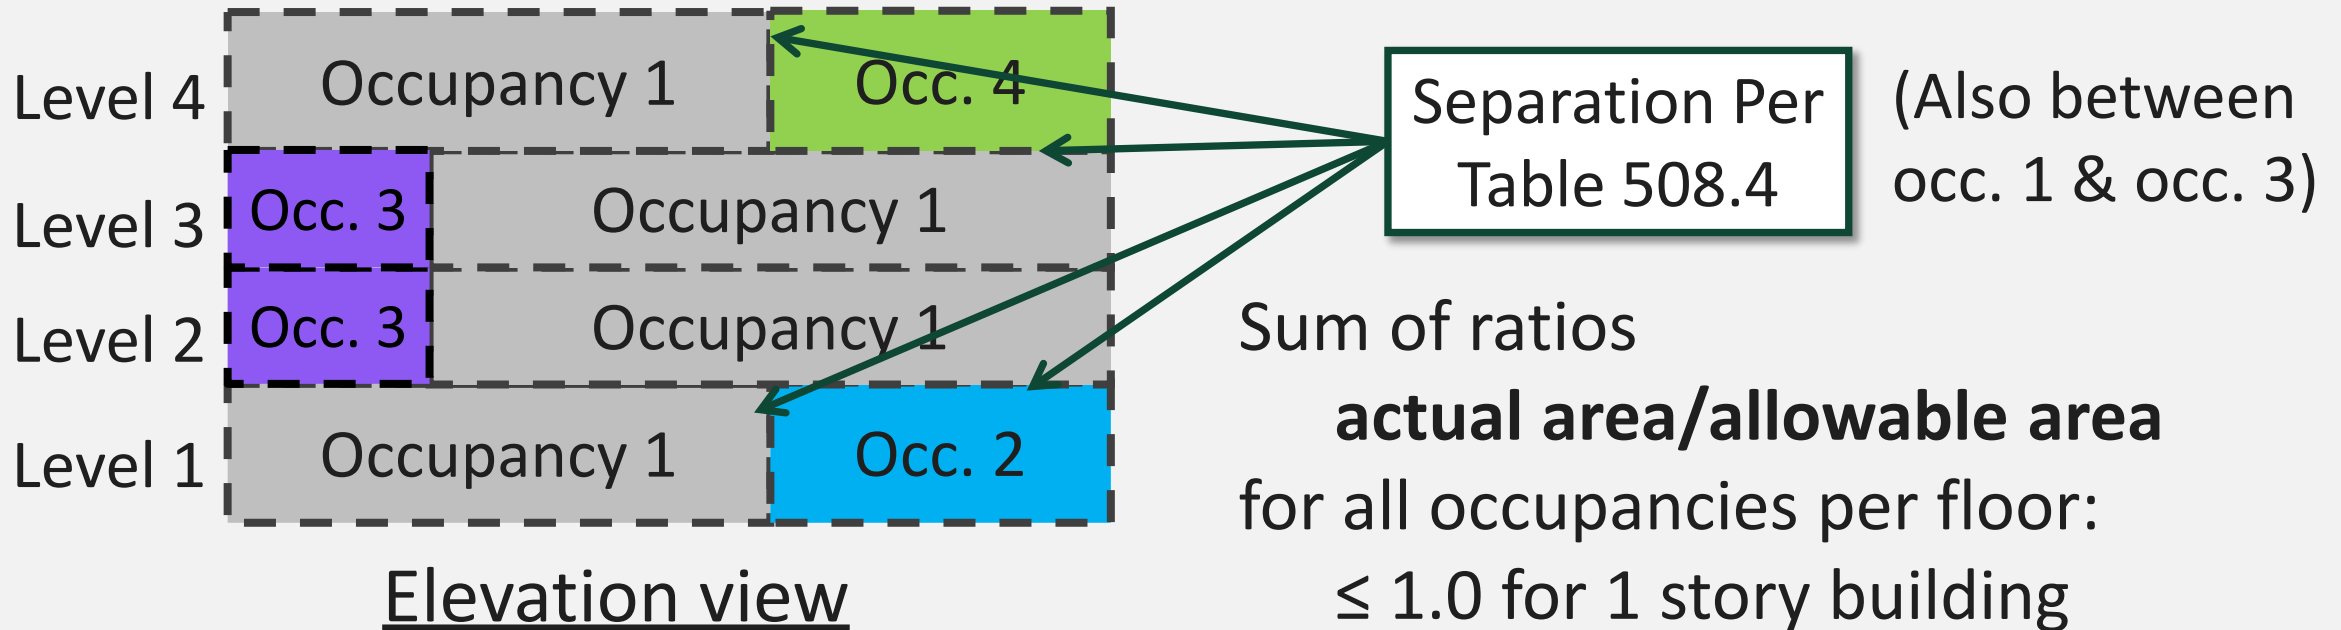 Level 4
Occupancy 1
Occ. 4
Level 3
Occ. 3
Occupancy 1
Level 2
Occ. 3
Occupancy 1
Level 1
Occupancy 1
Occ. 2
Elevation view
Separation Per
Table 508.4
(Also between
occ. 1 & occ. 3)
Sum of ratios
actual area/allowable area
for all occupancies per floor:
≤ 1.0 for 1 story building